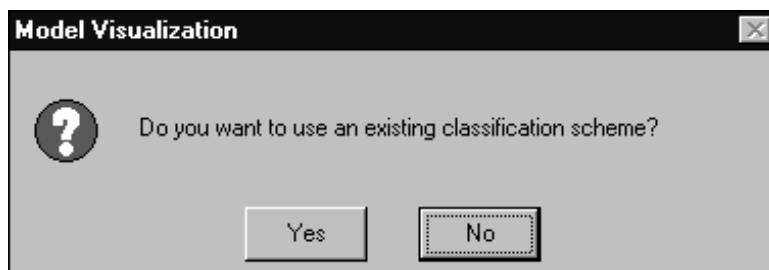 Model Visualization
Do you want to use an existing classification scheme?
Yes
No